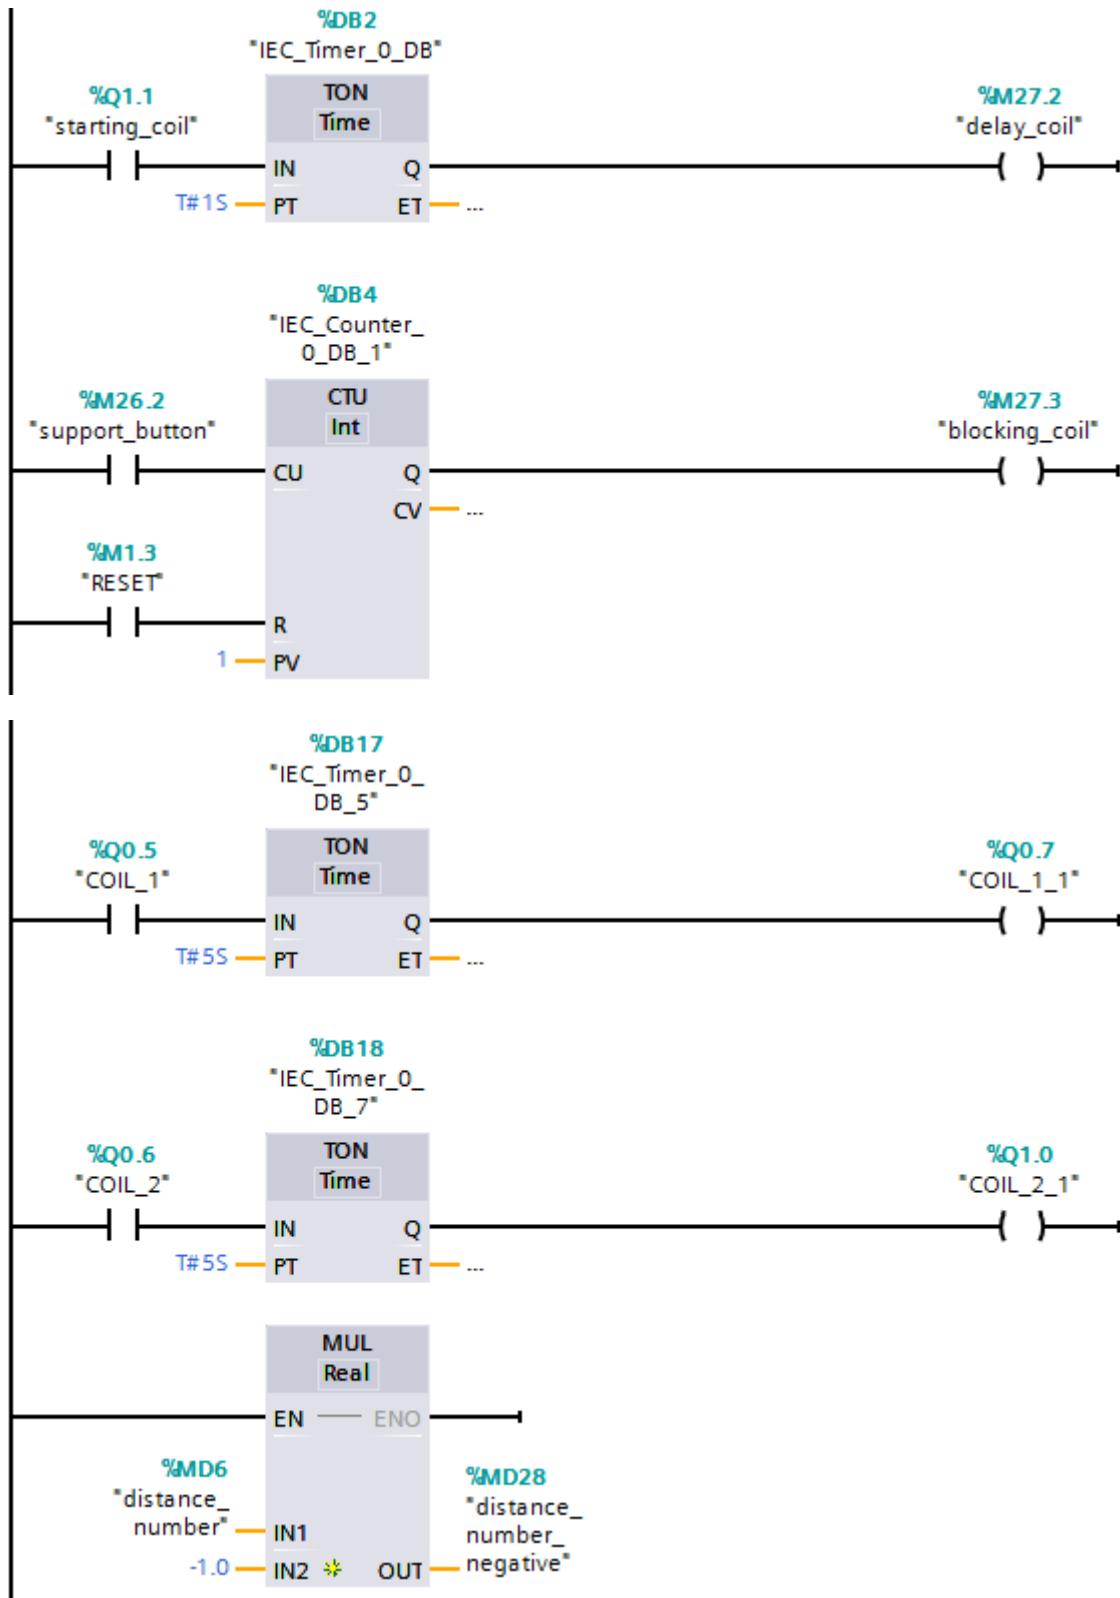 %DB2
"IEC_Timer_0_DB"
TON
Time
%Q1.1
"starting_coil"
%M27.2
"delay_coil"
IN Q
T#1S PT ET ...
%DB4
"IEC_Counter_
0_DB_1"
CTU
Int
%M26.2
"support_button"
%M27.3
"blocking_coil"
CU Q
CV ...
%M1.3
"RESET"
R
1 PV
%DB17
"IEC_Timer_0_
DB_5"
TON
Time
%Q0.5
"COIL_1"
%Q0.7
"COIL_1_1"
IN Q
T#5S PT ET ...
%DB18
"IEC_Timer_0_
DB_7"
TON
Time
%Q0.6
"COIL_2"
%Q1.0
"COIL_2_1"
IN Q
T#5S PT ET ...
MUL
Real
EN ENO
%MD6
"distance_
number" IN1
-1.0 IN2 OUT
%MD28
"distance_
number_
negative"